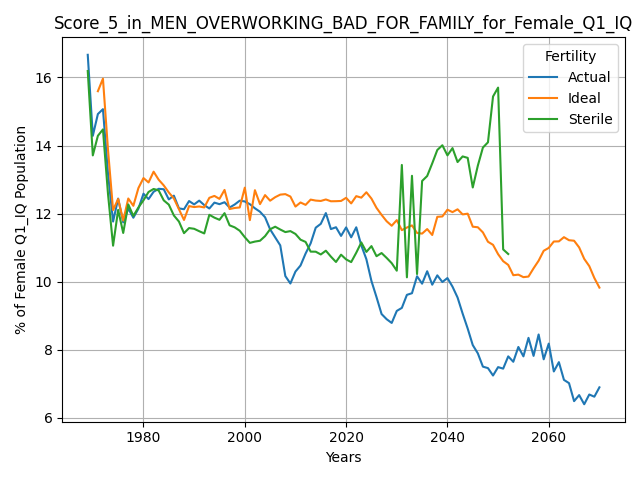 Score_5_in_MEN_OVERWORKING_BAD_FOR_FAMILY_for_Female_Q1_IQ
Fertility
Actual
Ideal
Sterile
% of Female Q1_IQ Population
16
14
12
10
8
6
1980
2000
2020
2040
2060
Years